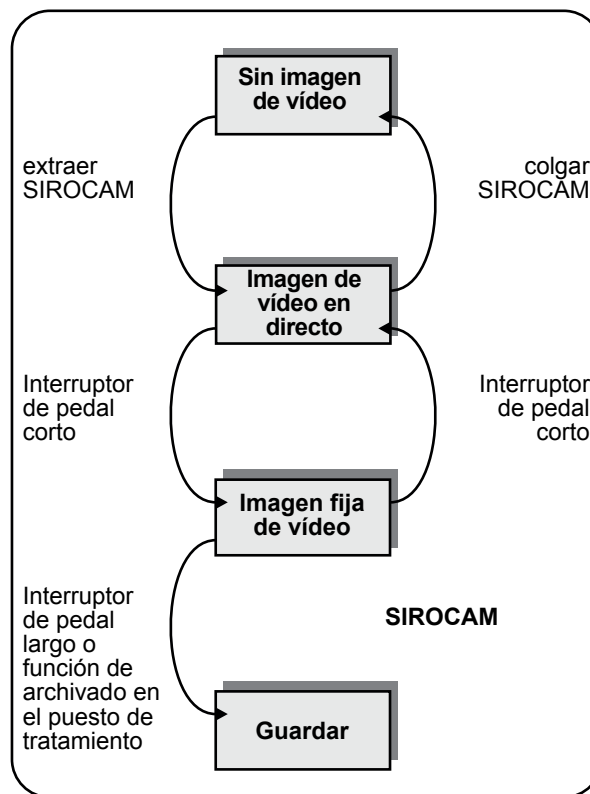 Sin imagen
de vídeo
extraer
SIROCAM
colgar
SIROCAM
Imagen de
vídeo en
directo
Interruptor
de pedal
corto
Interruptor
de pedal
corto
Imagen fija
de vídeo
Interruptor
de pedal
largo o
función de
archivado en
el puesto de
tratamiento
SIROCAM
Guardar